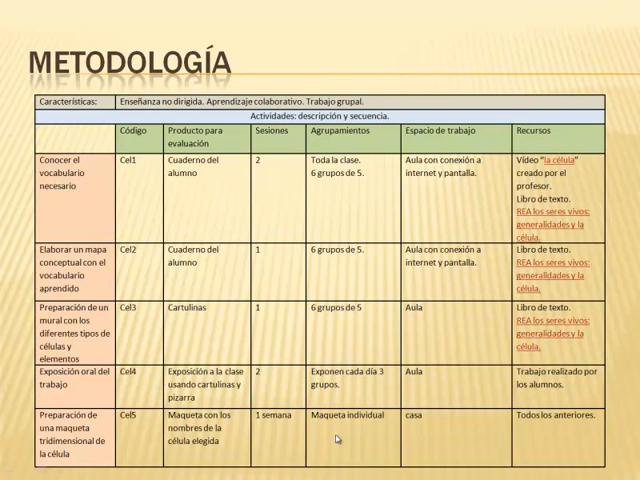 METODOLOGÍA
Características: Enseñanza no dirigida. Aprendizaje colaborativo. Trabajo grupal.
Actividades: descripción y secuencia.
Código Producto para evaluación Sesiones Agrupamientos Espacio de trabajo Recursos
Conocer el vocabulario necesario Cel1 Cuaderno del alumno 2 Toda la clase. 6 grupos de 5. Aula con conexión a internet y pantalla. Vídeo “la célula” creado por el profesor. Libro de texto. REA los seres vivos: generalidades y la célula.
Elaborar un mapa conceptual con el vocabulario aprendido Cel2 Cuaderno del alumno 1 6 grupos de 5. Aula con conexión a internet y pantalla. Libro de texto. REA los seres vivos: generalidades y la célula.
Preparación de un mural con los diferentes tipos de células y elementos Cel3 Cartulinas 1 6 grupos de 5 Aula Libro de texto. REA los seres vivos: generalidades y la célula.
Exposición oral del trabajo Cel4 Exposición a la clase usando cartulinas y pizarra 2 Exponen cada día 3 grupos. Aula Trabajo realizado por los alumnos.
Preparación de una maqueta tridimensional de la célula Cel5 Maqueta con los nombres de la célula elegida 1 semana Maqueta individual casa Todos los anteriores.